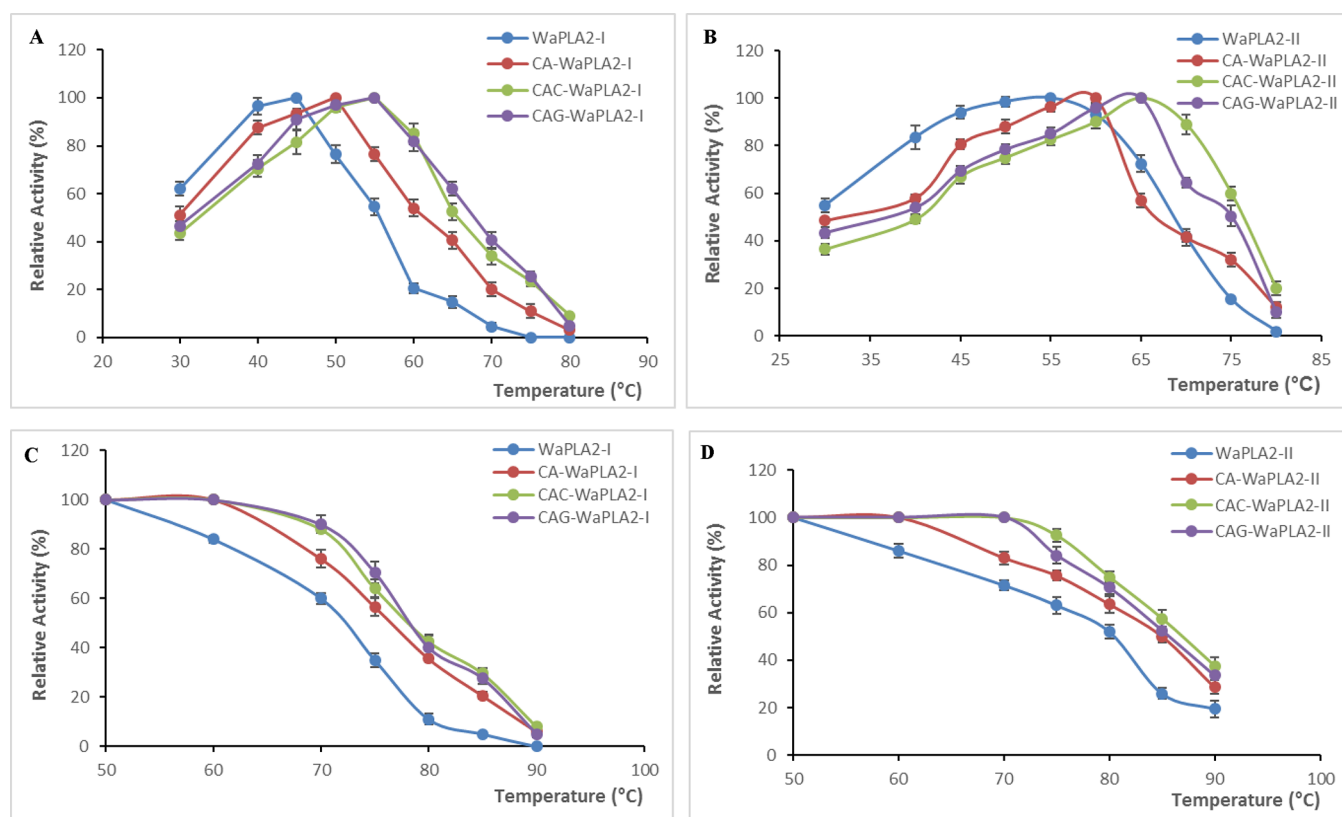 A
WaPLA2-I
CA-WaPLA2-I
CAC-WaPLA2-I
CAG-WaPLA2-I
120
100
80
60
40
20
0
Relative Activity (%)
20 30 40 50 60 70 80 90
Temperature (°C)
B
WaPLA2-II
CA-WaPLA2-II
CAC-WaPLA2-II
CAG-WaPLA2-II
120
100
80
60
40
20
0
Relative Activity (%)
25 35 45 55 65 75 85
Temperature (°C)
C
WaPLA2-I
CA-WaPLA2-I
CAC-WaPLA2-I
CAG-WaPLA2-I
120
100
80
60
40
20
0
Relative Activity (%)
50 60 70 80 90 100
Temperature (°C)
D
WaPLA2-II
CA-WaPLA2-II
CAC-WaPLA2-II
CAG-WaPLA2-II
120
100
80
60
40
20
0
Relative Activity (%)
50 60 70 80 90 100
Temperature (°C)